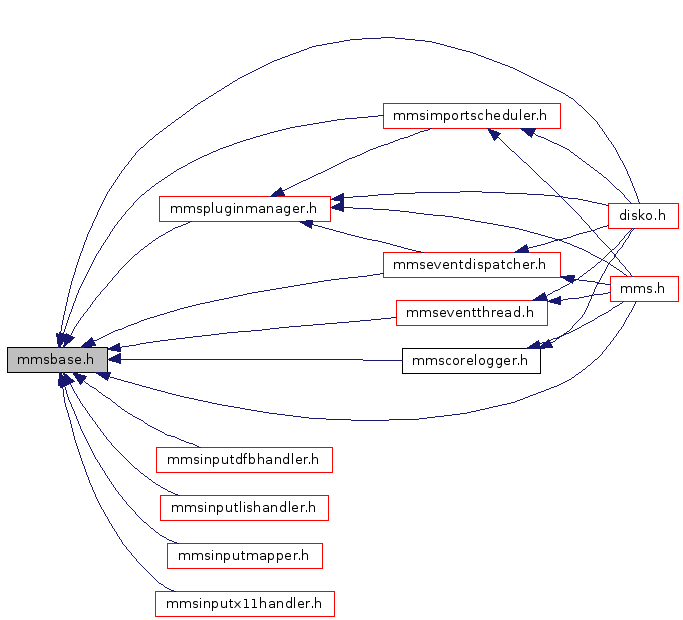 mmsimportscheduler.h
mmspluginmanager.h
disko.h
mmseventdispatcher.h
mms.h
mmseventthread.h
mmsbase.h
mmscorelogger.h
mmsinputdfbhandler.h
mmsinputlishandler.h
mmsinputmapper.h
mmsinputx11handler.h